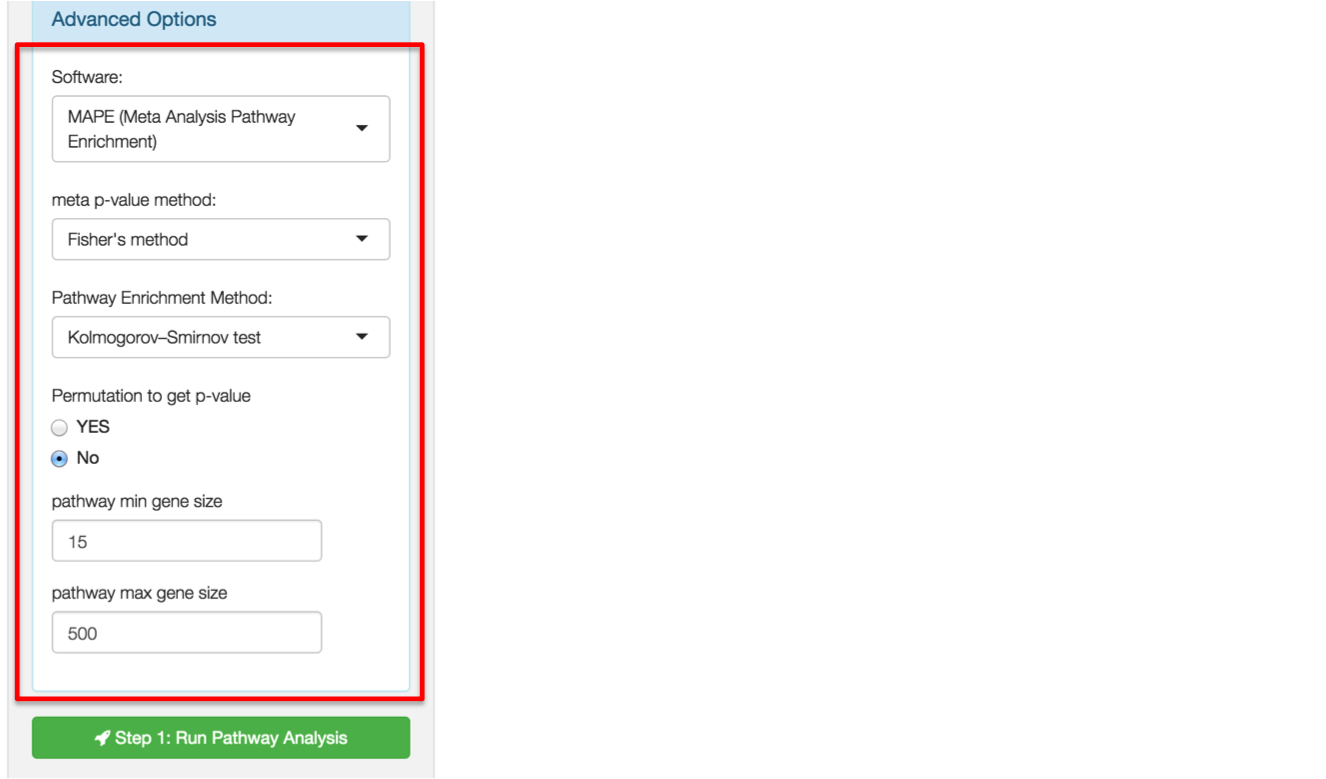 Advanced Options
Software:
MAPE (Meta Analysis Pathway
Enrichment)
meta p-value method:
Fisher's method
Pathway Enrichment Method:
Kolmogorov–Smirnov test
Permutation to get p-value
YES
No
pathway min gene size
15
pathway max gene size
500
Step 1: Run Pathway Analysis